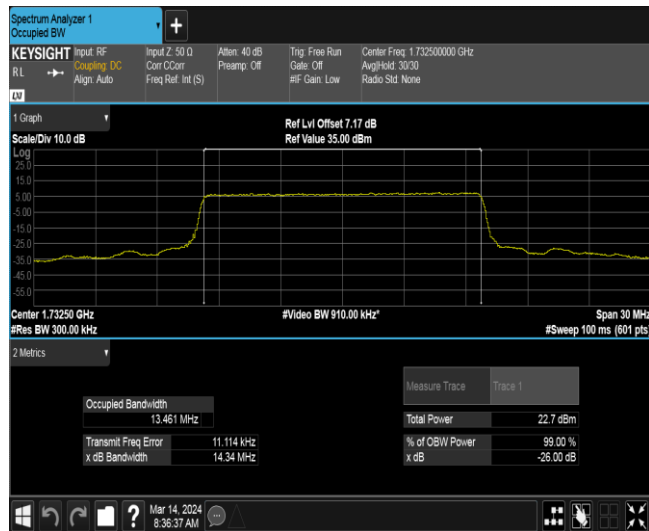 Spectrum Analyzer 1
Occupied BW
+
KEYSIGHT
RL
LXI
Input: RF
Coupling: DC
Align: Auto
Input Z: 50 Ω
Corr CCorr
Freq Ref: Int (S)
Atten: 40 dB
Preamp: Off
Trig: Free Run
Gate: Off
#IF Gain: Low
Center Freq: 1.732500000 GHz
Avg|Hold: 30/30
Radio Std: None
1 Graph
Scale/Div 10.0 dB
Ref Lvl Offset 7.17 dB
Ref Value 35.00 dBm
Log
25.0
15.0
5.00
-5.00
-15.0
-25.0
-35.0
-45.0
-55.0
Center 1.73250 GHz
#Res BW 300.00 kHz
#Video BW 910.00 kHz*
Span 30 MHz
#Sweep 100 ms (601 pts)
2 Metrics
Measure Trace Trace 1
Occupied Bandwidth
13.461 MHz
Total Power 22.7 dBm
Transmit Freq Error 11.114 kHz
% of OBW Power 99.00 %
x dB Bandwidth 14.34 MHz
x dB -26.00 dB
?
Mar 14, 2024
8:36:37 AM